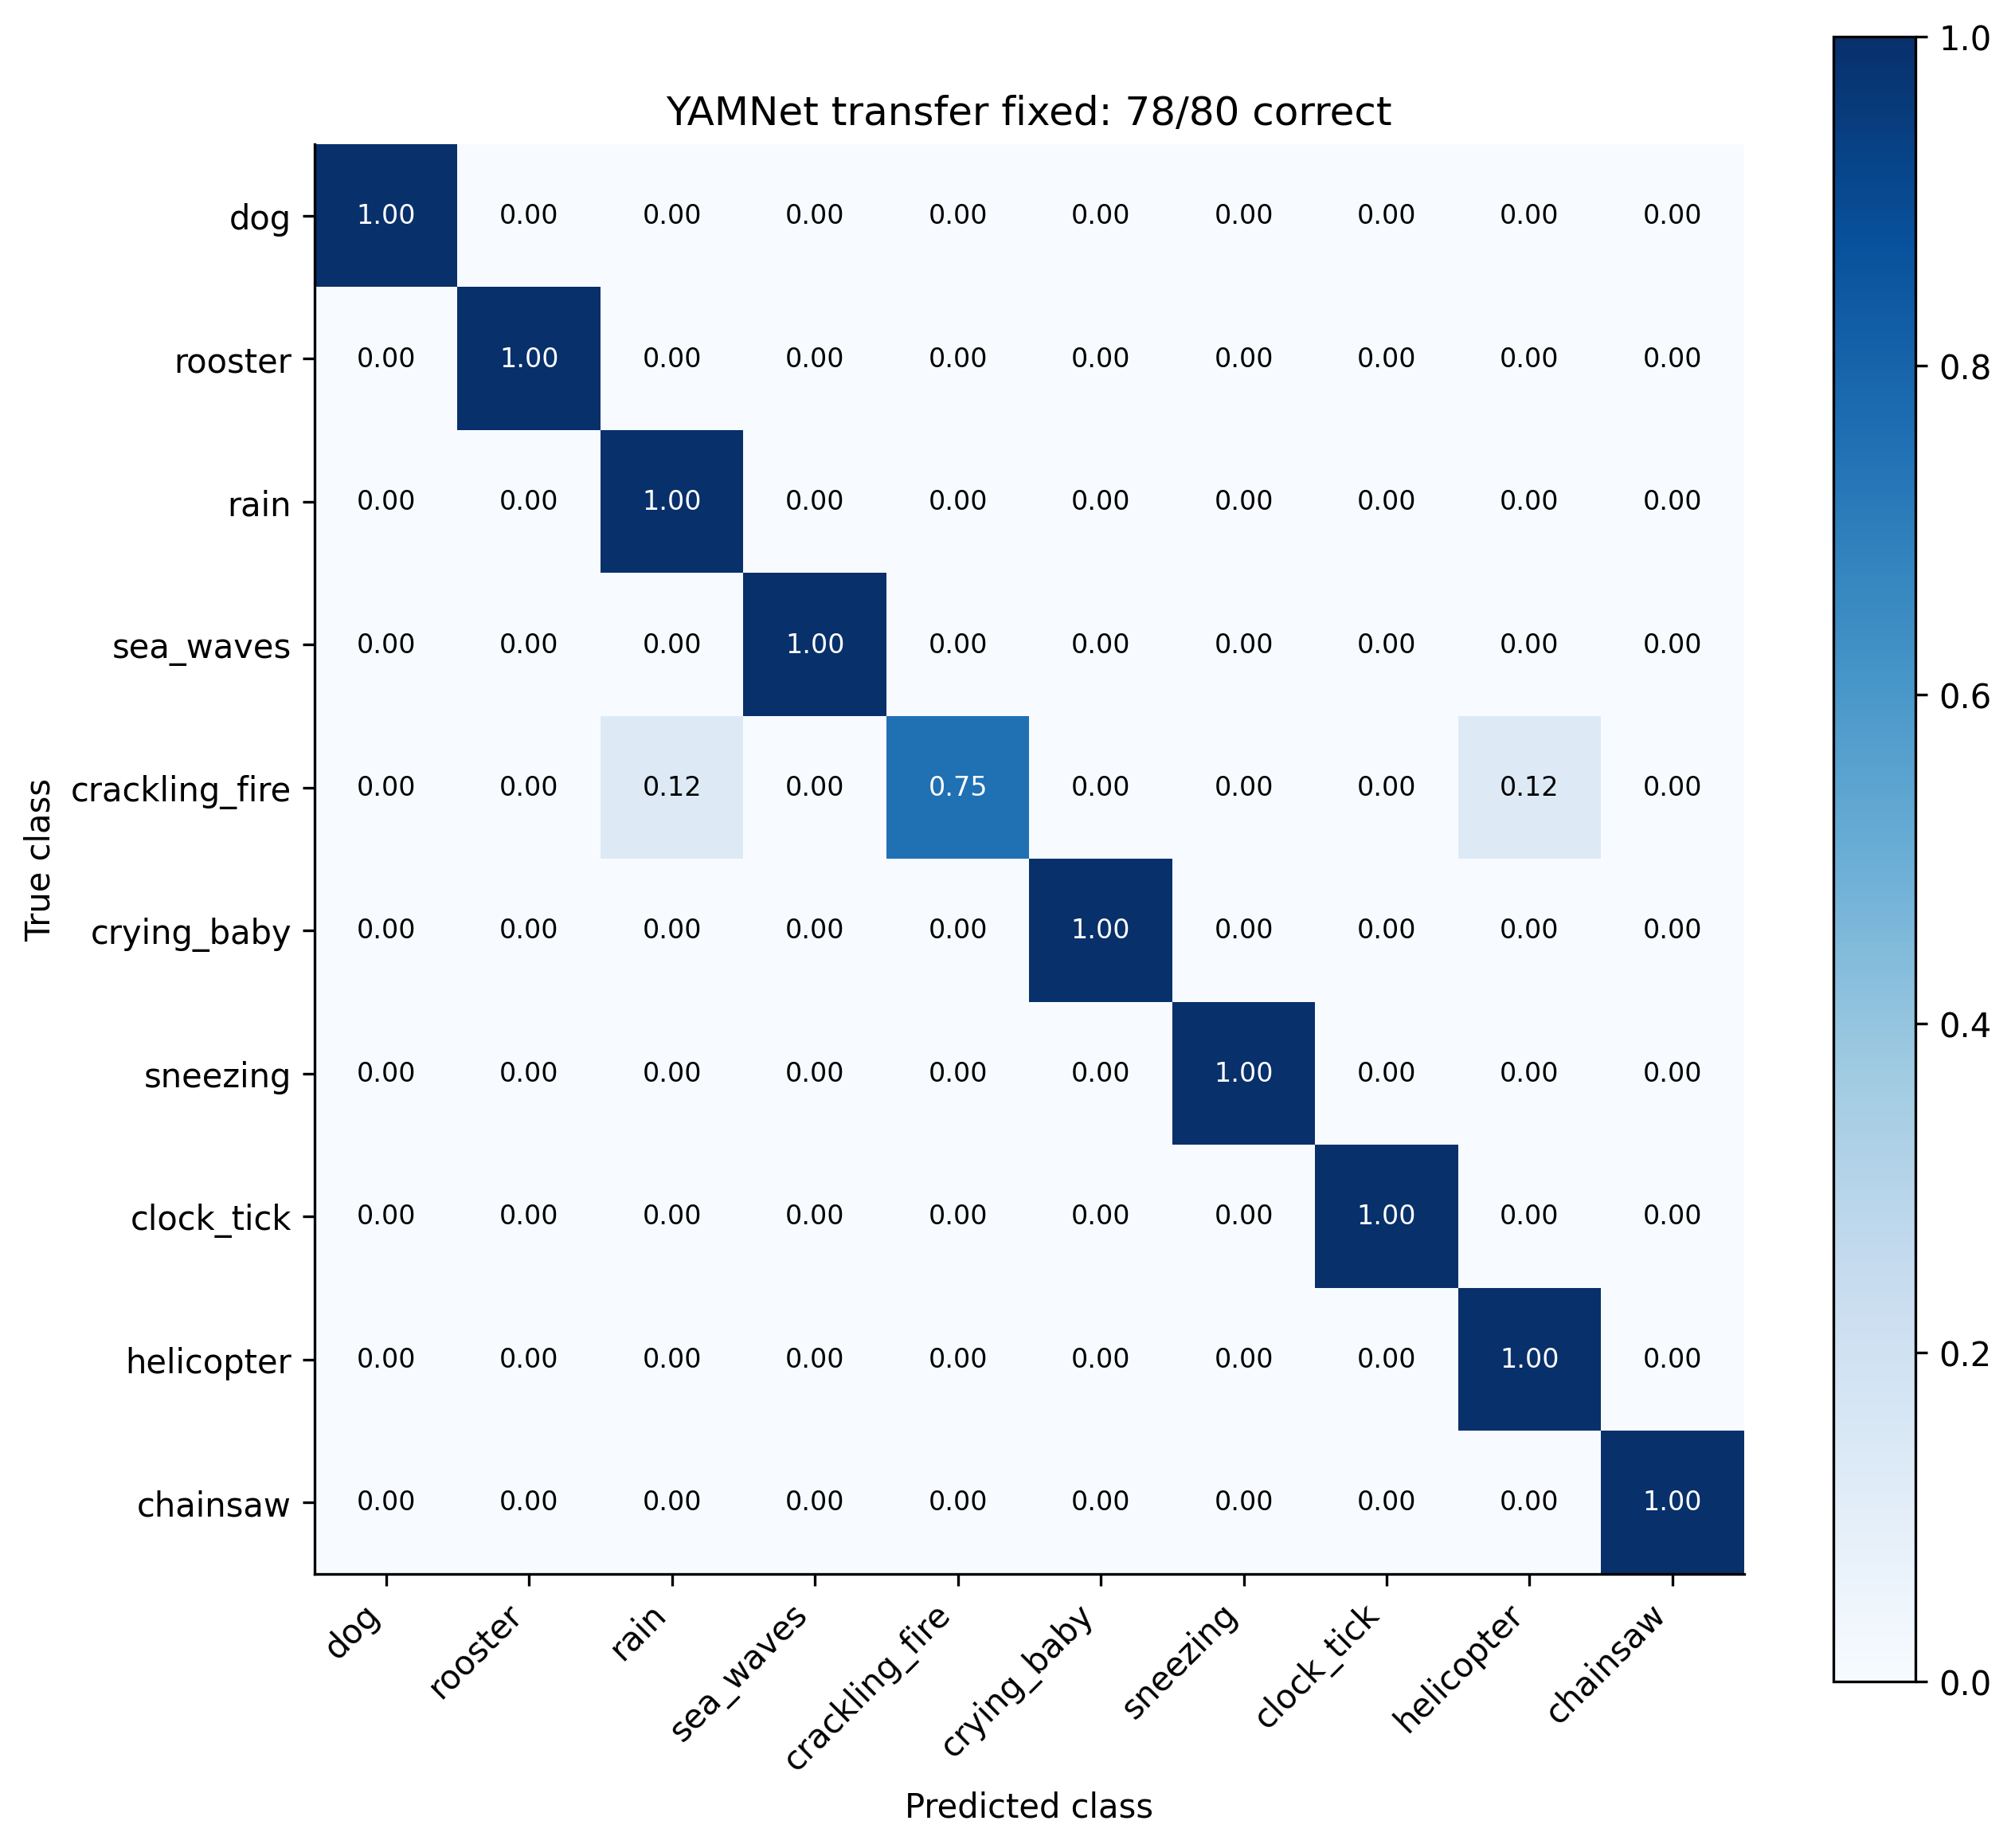 YAMNet transfer fixed: 78/80 correct
dog 1.00 0.00 0.00 0.00 0.00 0.00 0.00 0.00 0.00 0.00
rooster 0.00 1.00 0.00 0.00 0.00 0.00 0.00 0.00 0.00 0.00
rain 0.00 0.00 1.00 0.00 0.00 0.00 0.00 0.00 0.00 0.00
sea_waves 0.00 0.00 0.00 1.00 0.00 0.00 0.00 0.00 0.00 0.00
crackling_fire 0.00 0.00 0.12 0.00 0.75 0.00 0.00 0.00 0.12 0.00
crying_baby 0.00 0.00 0.00 0.00 0.00 1.00 0.00 0.00 0.00 0.00
sneezing 0.00 0.00 0.00 0.00 0.00 0.00 1.00 0.00 0.00 0.00
clock_tick 0.00 0.00 0.00 0.00 0.00 0.00 0.00 1.00 0.00 0.00
helicopter 0.00 0.00 0.00 0.00 0.00 0.00 0.00 0.00 1.00 0.00
chainsaw 0.00 0.00 0.00 0.00 0.00 0.00 0.00 0.00 0.00 1.00
True class
dog rooster rain sea_waves crackling_fire crying_baby sneezing clock_tick helicopter chainsaw
Predicted class
1.0
0.8
0.6
0.4
0.2
0.0